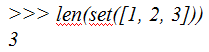 >>> len(set([1, 2, 3]))
3